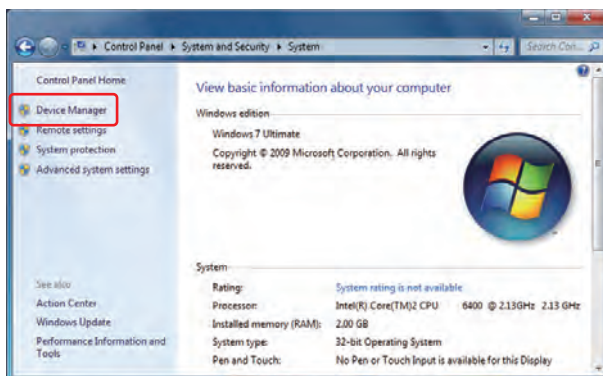 Control Panel ▸ System and Security ▸ System
Search Con...
Control Panel Home
Device Manager
Remote settings
System protection
Advanced system settings
See also
Action Center
Windows Update
Performance Information and
Tools
View basic information about your computer
Windows edition
Windows 7 Ultimate
Copyright © 2009 Microsoft Corporation. All rights
reserved.
System
Rating: System rating is not available
Processor: Intel(R) Core(TM)2 CPU 6400 @ 2.13GHz 2.13 GHz
Installed memory (RAM): 2.00 GB
System type: 32-bit Operating System
Pen and Touch: No Pen or Touch Input is available for this Display